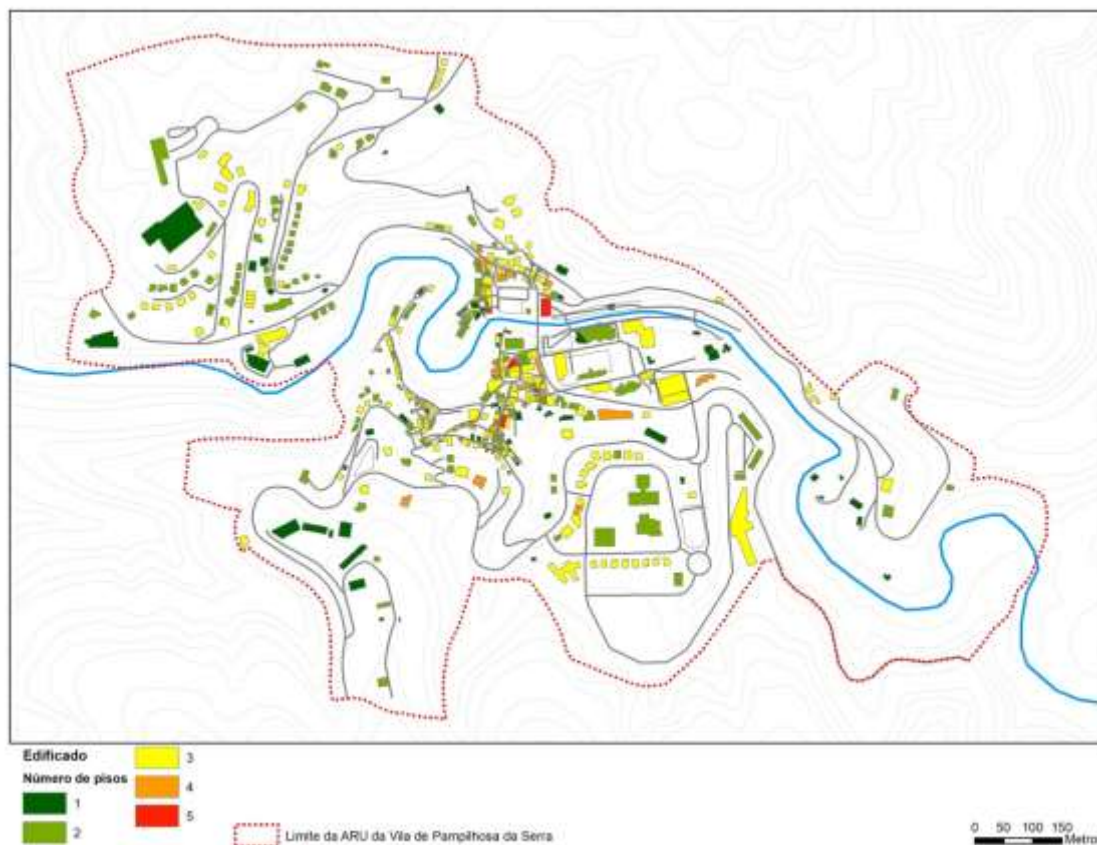 Edificado
Número de pisos
1
2
3
4
5
Limite da ARU da Vila de Pampilhosa da Serra
0 50 100 150
Metros